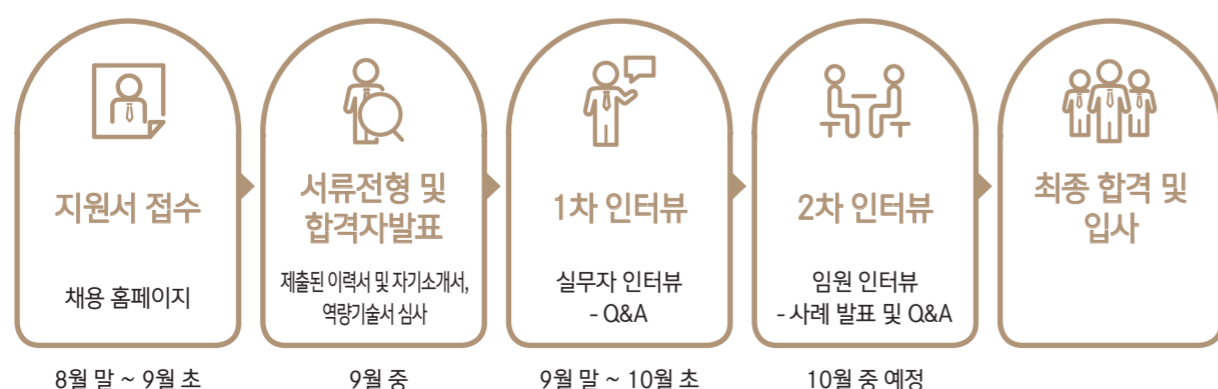 지원서 접수
채용 홈페이지
8월 말 ~ 9월 초
서류전형 및
합격자발표
제출된 이력서 및 자기소개서,
역량기술서 심사
9월 중
1차 인터뷰
실무자 인터뷰
- Q&A
9월 말 ~ 10월 초
2차 인터뷰
임원 인터뷰
- 사례 발표 및 Q&A
10월 중 예정
최종 합격 및
입사